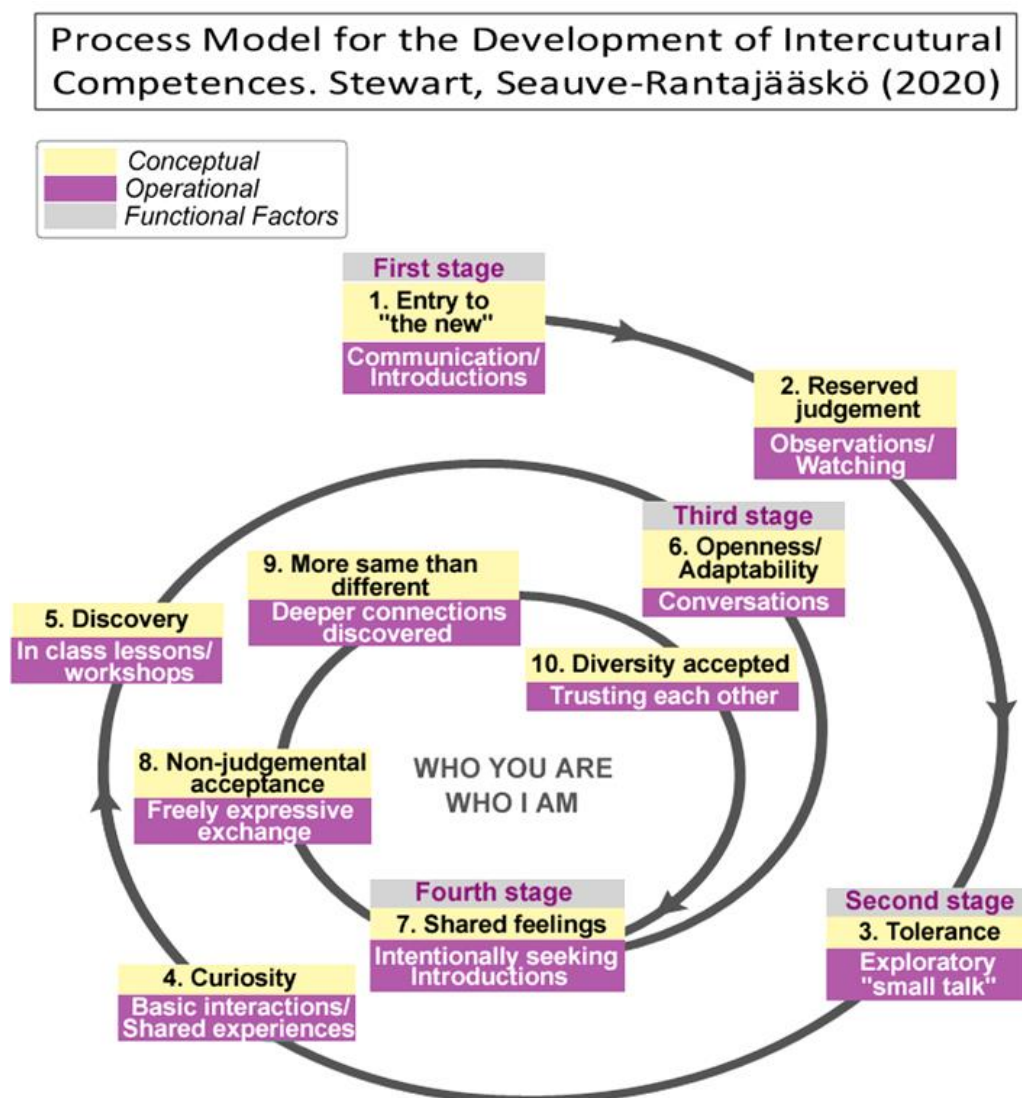 Process Model for the Development of Intercutural
Competences. Stewart, Seauve-Rantajääskö (2020)
Conceptual
Operational
Functional Factors
First stage
1. Entry to
"the new"
Communication/
Introductions
2. Reserved
judgement
Observations/
Watching
Second stage
3. Tolerance
Exploratory
"small talk"
4. Curiosity
Basic interactions/
Shared experiences
5. Discovery
In class lessons/
workshops
Third stage
6. Openness/
Adaptability
Conversations
Fourth stage
7. Shared feelings
Intentionally seeking
Introductions
8. Non-judgemental
acceptance
Freely expressive
exchange
9. More same than
different
Deeper connections
discovered
10. Diversity accepted
Trusting each other
WHO YOU ARE
WHO I AM